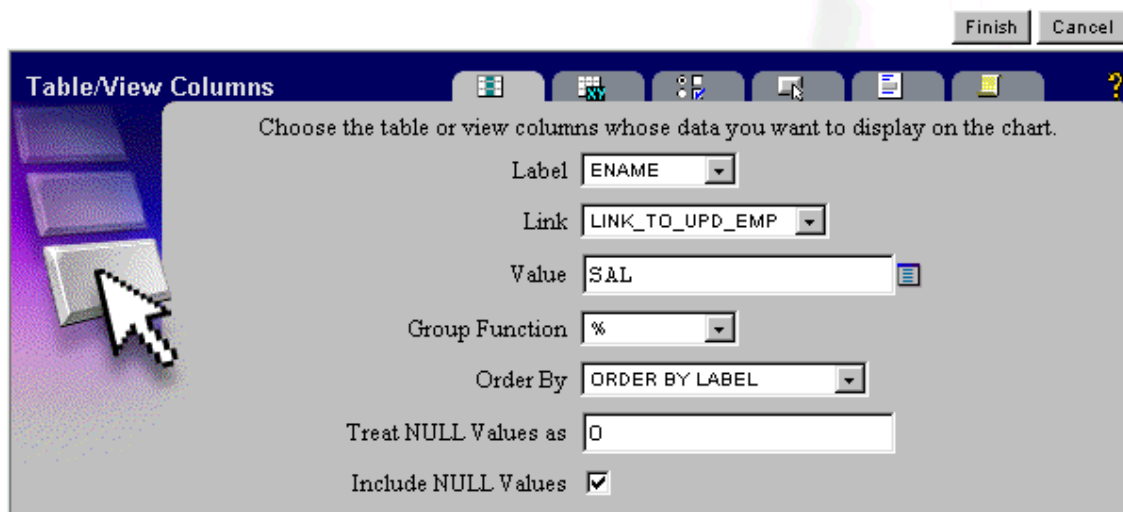 Finish Cancel
Table/View Columns XY ?
Choose the table or view columns whose data you want to display on the chart.
Label ENAME
Link LINK_TO_UPD_EMP
Value SAL
Group Function %
Order By ORDER BY LABEL
Treat NULL Values as 0
Include NULL Values